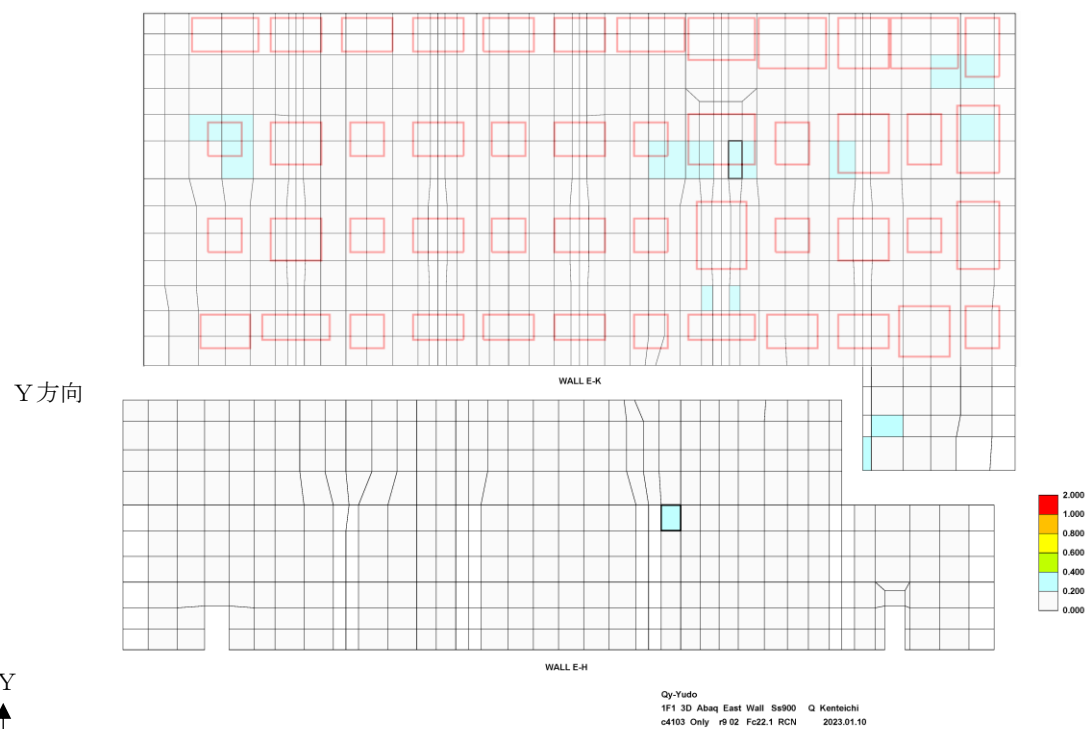 WALL E-K
Ｙ方向
2.000
1.000
0.800
0.600
0.400
0.200
0.000
WALL E-H
Y
Qy-Yudo
1F1 3D Abaq East Wall Ss900 Q Kenteichi
c4103 Only r9 02 Fc22.1 RCN 2023.01.10